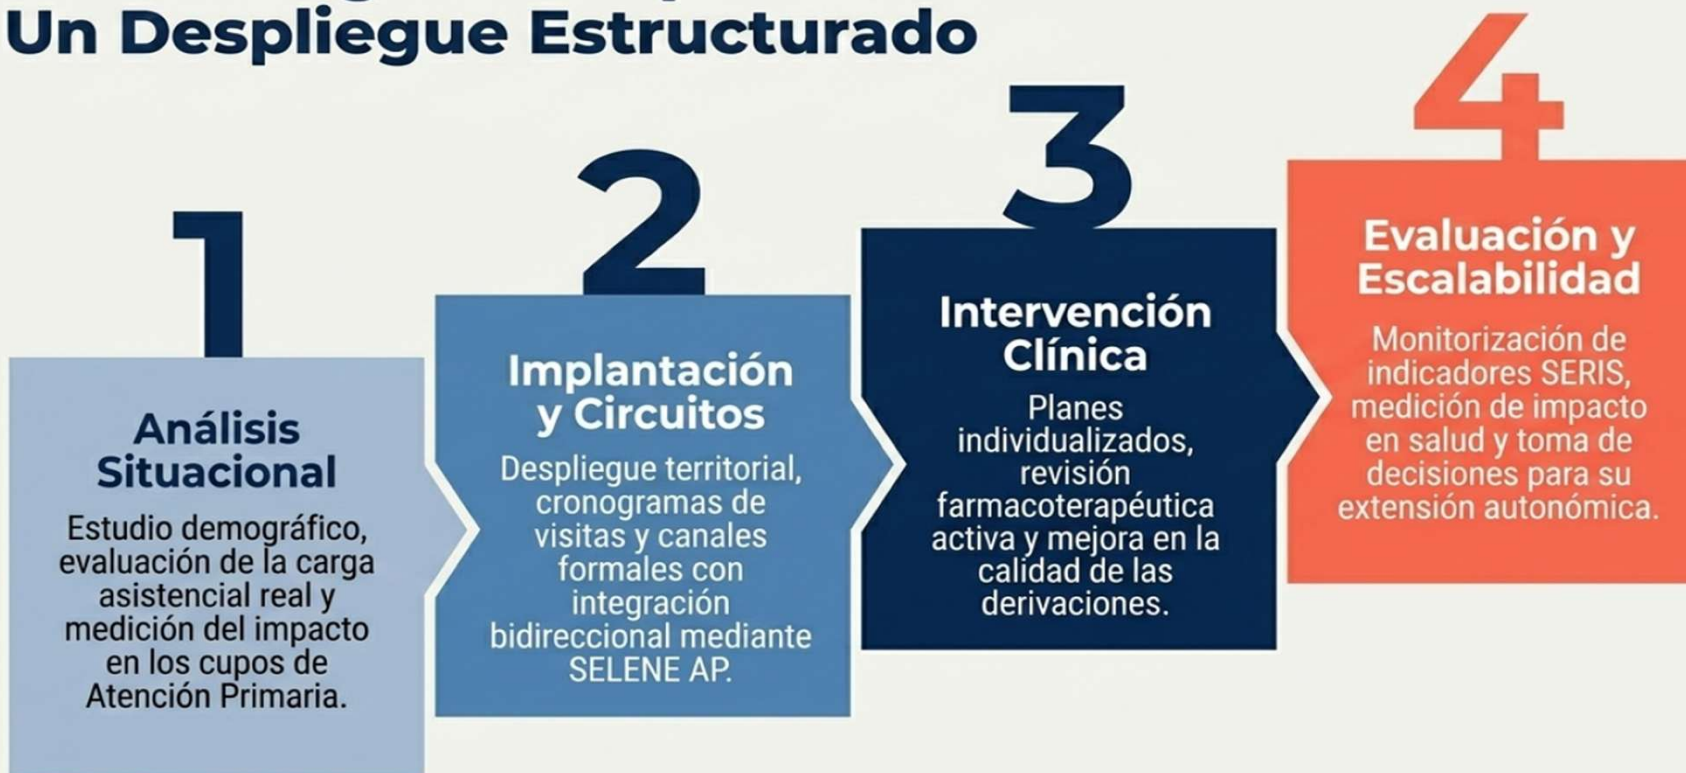 Un Despliegue Estructurado
1
Análisis
Situacional
Estudio demográfico,
evaluación de la carga
asistencial real y
medición del impacto
en los cupos de
Atención Primaria.
2
Implantación
y Circuitos
Despliegue territorial,
cronogramas de
visitas y canales
formales con
integración
bidireccional mediante
SELENE AP.
3
Intervención
Clínica
Planes
individualizados,
revisión
farmacoterapéutica
activa y mejora en la
calidad de las
derivaciones.
4
Evaluación y
Escalabilidad
Monitorización de
indicadores SERIS,
medición de impacto
en salud y toma de
decisiones para su
extensión autonómica.